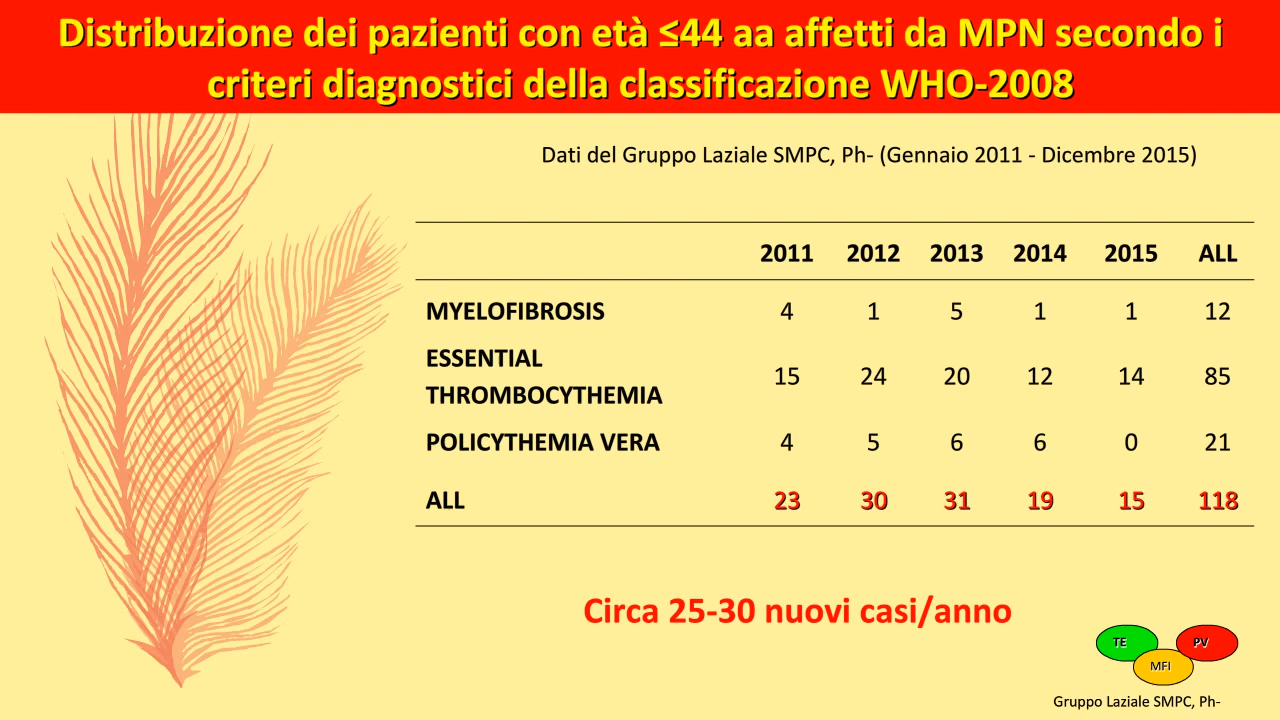 Distribuzione dei pazienti con età ≤44 aa affetti da MPN secondo i
criteri diagnostici della classificazione WHO-2008
Dati del Gruppo Laziale SMPC, Ph- (Gennaio 2011 - Dicembre 2015)
2011 2012 2013 2014 2015 ALL
MYELOFIBROSIS 4 1 5 1 1 12
ESSENTIAL
THROMBOCYTHEMIA 15 24 20 12 14 85
POLICYTHEMIA VERA 4 5 6 6 0 21
ALL 23 30 31 19 15 118
Circa 25-30 nuovi casi/anno
TE PV
MFI
Gruppo Laziale SMPC, Ph-